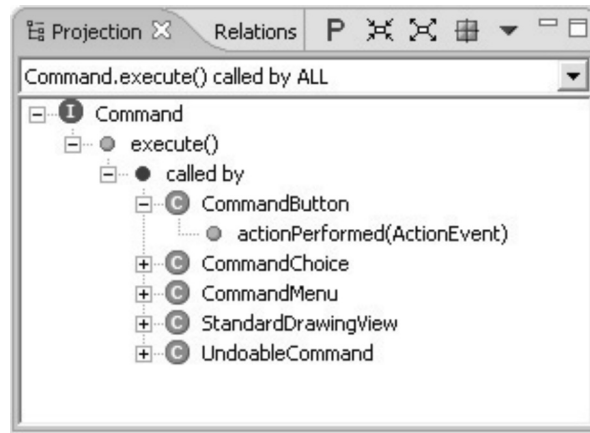 Projection Relations P
Command.execute() called by ALL
I Command
execute()
called by
C CommandButton
actionPerformed(ActionEvent)
C CommandChoice
C CommandMenu
C StandardDrawingView
C UndoableCommand